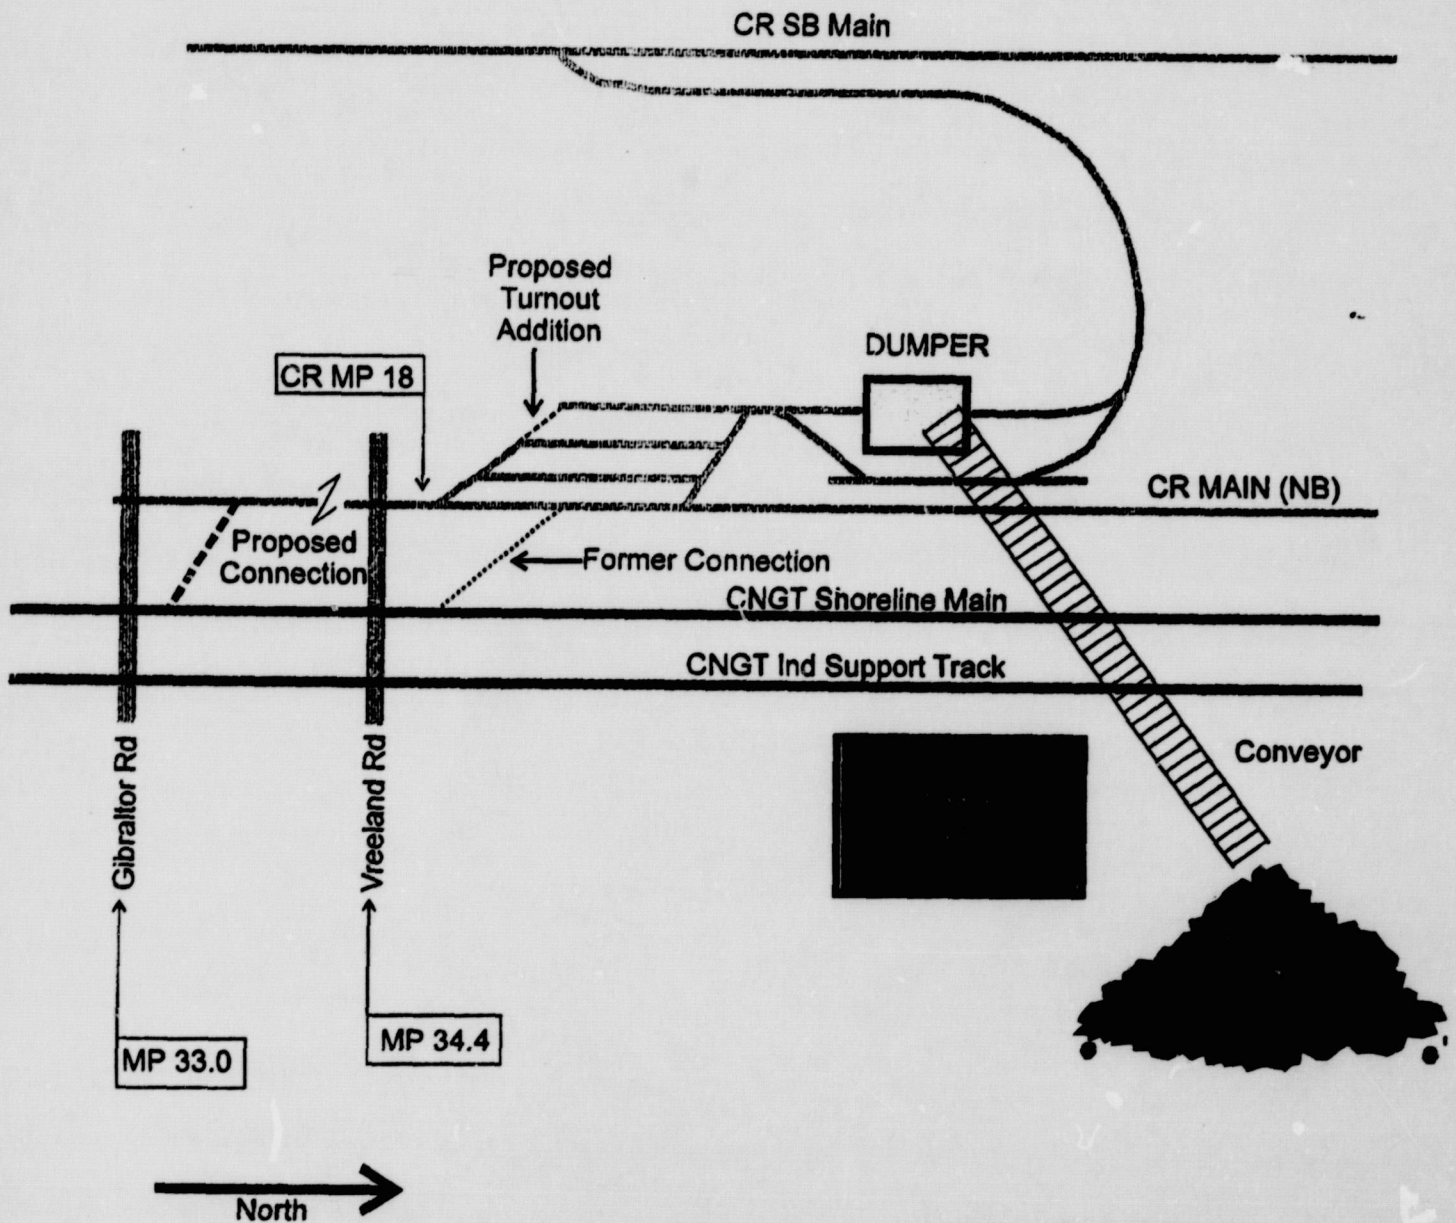 CR SB Main
Proposed
Turnout
Addition
DUMPER
CR MP 18
CR MAIN (NB)
Proposed
Connection
Former Connection
CNGT Shoreline Main
CNGT Ind Support Track
Gibraltor Rd
Vreeland Rd
Conveyor
MP 33.0
MP 34.4
North